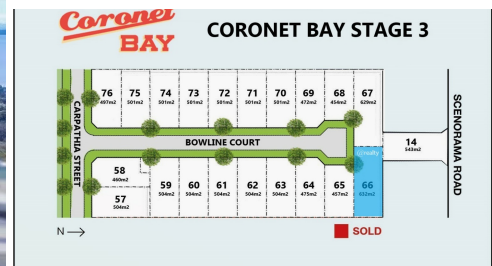 Coronet
BAY
CORONET BAY STAGE 3
76
497m2
75
501m2
74
501m2
73
501m2
72
501m2
71
501m2
70
501m2
69
472m2
68
454m2
67
629m2
CARPATHIA STREET
BOWLINE COURT
SCENORAMA ROAD
14
543m2
58
460m2
57
504m2
59
504m2
60
504m2
61
504m2
62
504m2
63
504m2
64
475m2
65
457m2
66
N
SOLD